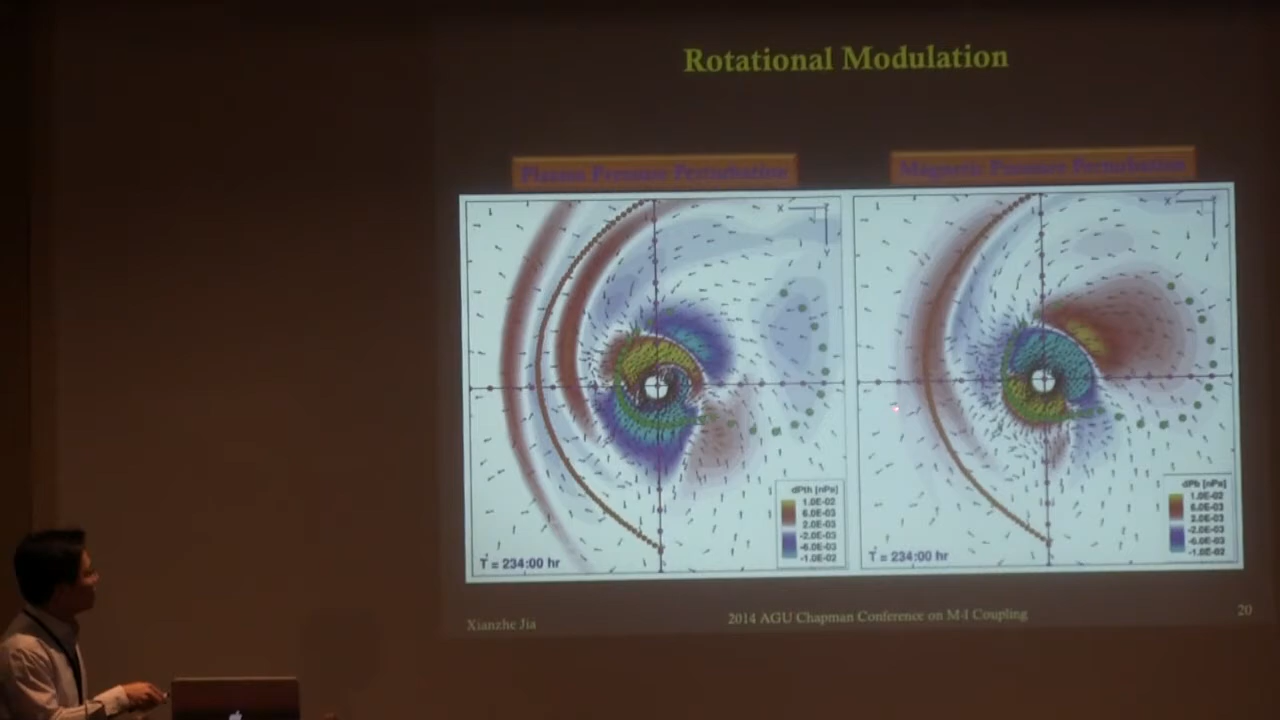 Rotational Modulation
Plasma Pressure Perturbation
Magnetic Pressure Perturbation
X
Y
X
Y
dPth [nPa]
1.0E-02
6.0E-03
2.0E-03
-2.0E-03
-6.0E-03
-1.0E-02
T = 234:00 hr
dPb [nPa]
1.0E-02
6.0E-03
2.0E-03
-2.0E-03
-6.0E-03
-1.0E-02
T = 234:00 hr
Xianzhe Jia
2014 AGU Chapman Conference on M-I Coupling
20